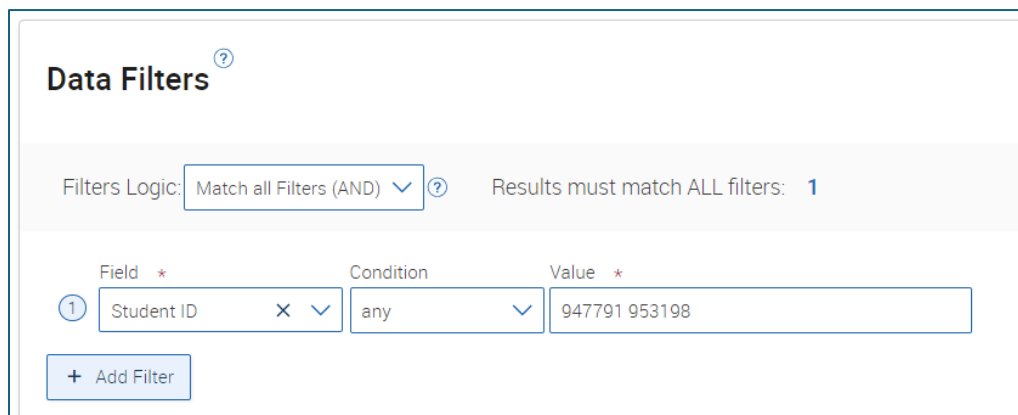 Data Filters ?
Filters Logic: Match all Filters (AND) ? Results must match ALL filters: 1
Field * Condition Value *
1 Student ID any 947791 953198
+ Add Filter